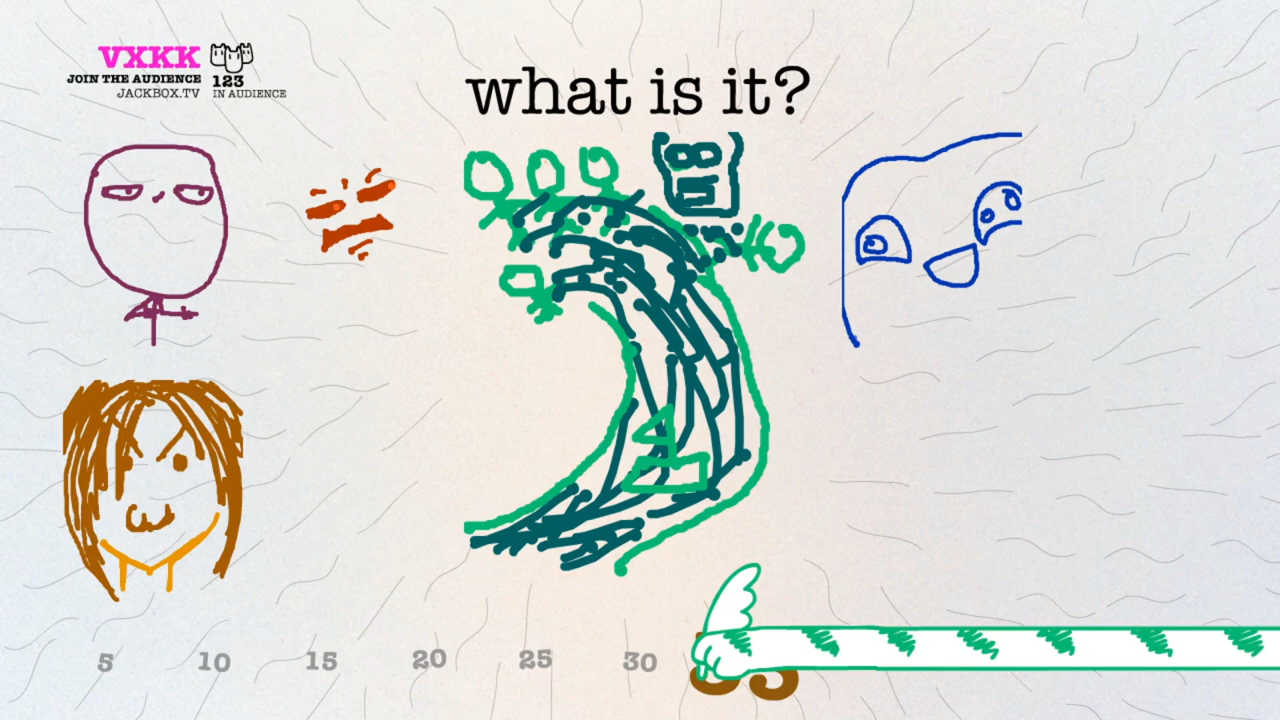 VXKK
JOIN THE AUDIENCE
JACKBOX.TV
123
IN AUDIENCE
what is it?
5 10 15 20 25 30